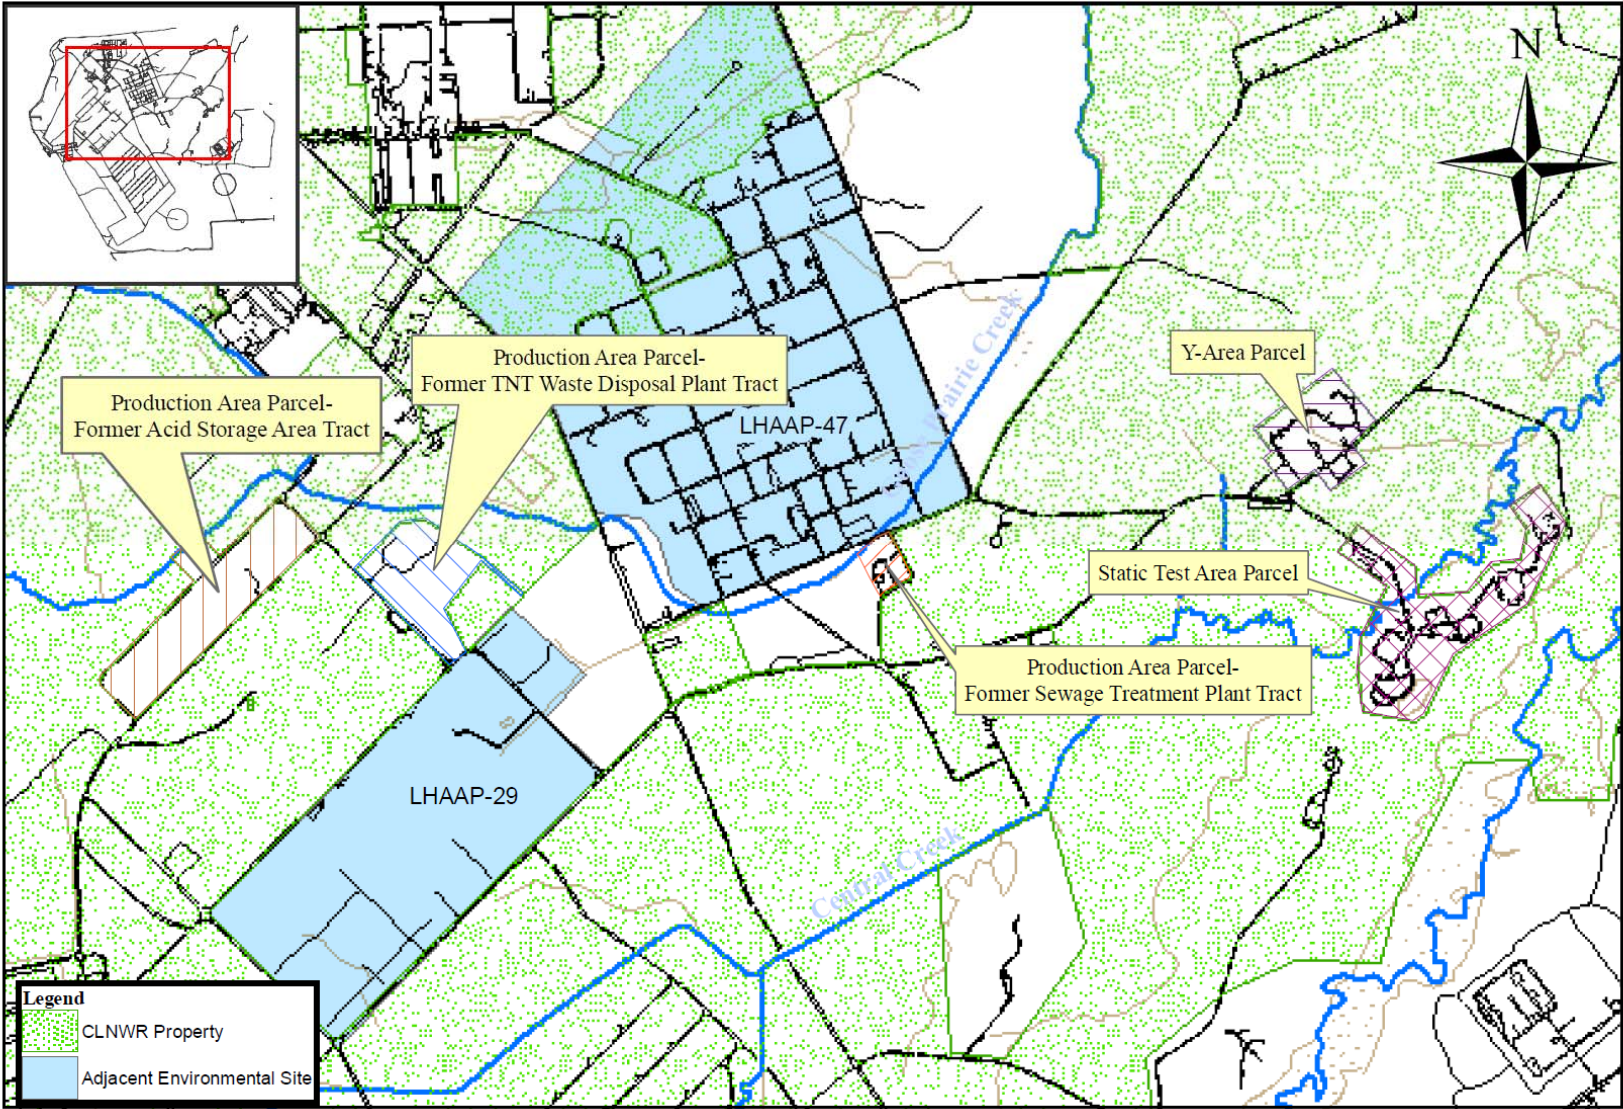 N
Production Area Parcel-
Former TNT Waste Disposal Plant Tract
Y-Area Parcel
Production Area Parcel-
Former Acid Storage Area Tract
LHAAP-47
Prairie Creek
Static Test Area Parcel
Production Area Parcel-
Former Sewage Treatment Plant Tract
LHAAP-29
Central Creek
Legend
CLNWR Property
Adjacent Environmental Site